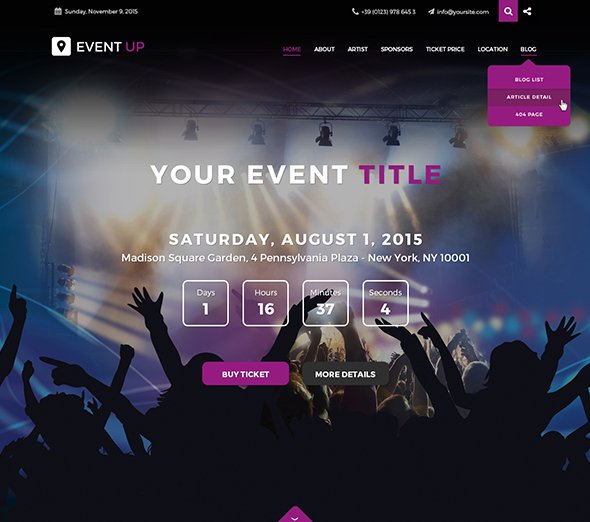 Sunday, November 9, 2015
+39 (0123) 978 645 3
info@yoursite.com
EVENT UP
HOME ABOUT ARTIST SPONSORS TICKET PRICE LOCATION BLOG
BLOG LIST
ARTICLE DETAIL
404 PAGE
YOUR EVENT TITLE
SATURDAY, AUGUST 1, 2015
Madison Square Garden, 4 Pennsylvania Plaza - New York, NY 10001
Days Hours Minutes Seconds
1 16 37 4
BUY TICKET MORE DETAILS